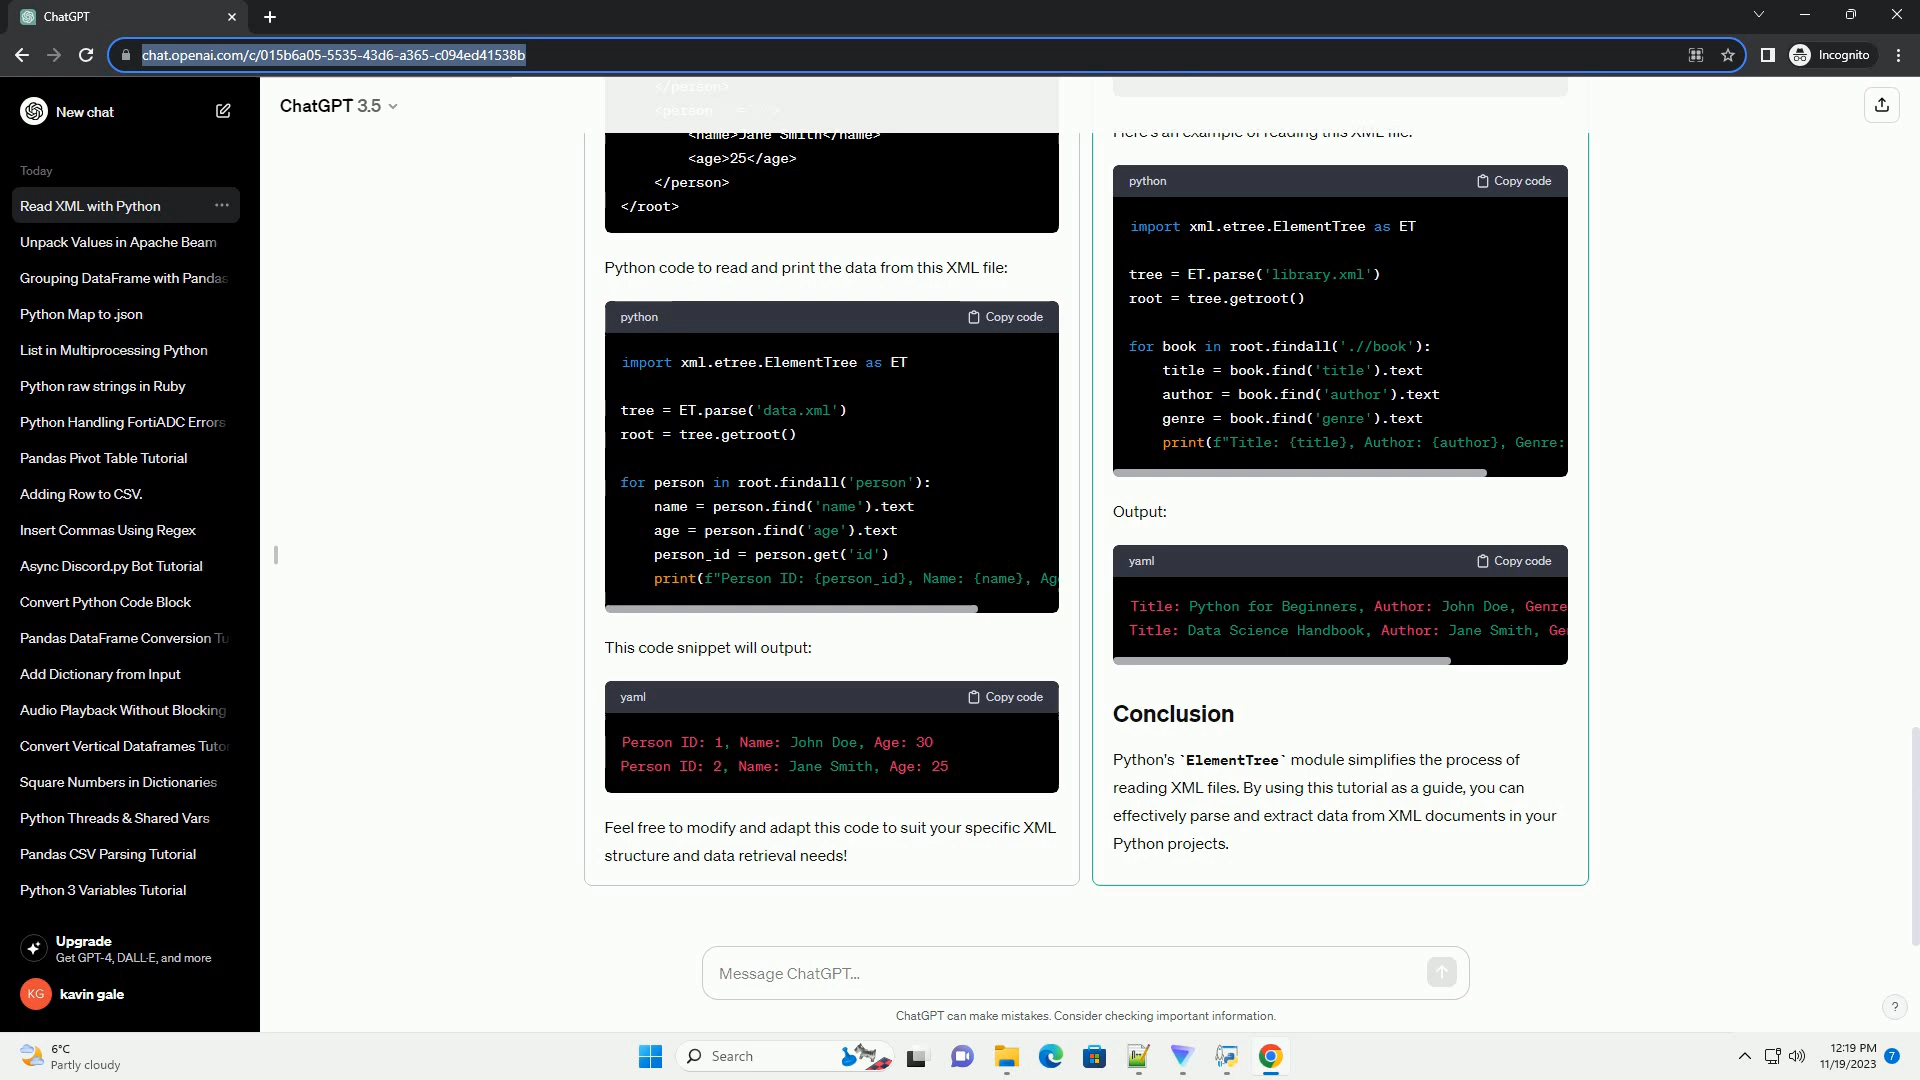 ChatGPT
chat.openai.com/c/015b6a05-5535-43d6-a365-c094ed41538b
Incognito
New chat
Today
Read XML with Python
Unpack Values in Apache Beam
Grouping DataFrame with Pandas
Python Map to .json
List in Multiprocessing Python
Python raw strings in Ruby
Python Handling FortiADC Errors
Pandas Pivot Table Tutorial
Adding Row to CSV.
Insert Commas Using Regex
Async Discord.py Bot Tutorial
Convert Python Code Block
Pandas DataFrame Conversion Tu
Add Dictionary from Input
Audio Playback Without Blocking
Convert Vertical Dataframes Tutor
Square Numbers in Dictionaries
Python Threads & Shared Vars
Pandas CSV Parsing Tutorial
Python 3 Variables Tutorial
Upgrade
Get GPT-4, DALL·E, and more
KG kavin gale
ChatGPT 3.5
</person>
<person
<name>Jane Smith</name>
<age>25</age>
</person>
</root>
Python code to read and print the data from this XML file:
python Copy code
import xml.etree.ElementTree as ET
tree = ET.parse('data.xml')
root = tree.getroot()
for person in root.findall('person'):
name = person.find('name').text
age = person.find('age').text
person_id = person.get('id')
print(f"Person ID: {person_id}, Name: {name}, Ag
This code snippet will output:
yaml Copy code
Person ID: 1, Name: John Doe, Age: 30
Person ID: 2, Name: Jane Smith, Age: 25
Feel free to modify and adapt this code to suit your specific XML
structure and data retrieval needs!
Here's an example of reading this XML file:
python Copy code
import xml.etree.ElementTree as ET
tree = ET.parse('library.xml')
root = tree.getroot()
for book in root.findall('.//book'):
title = book.find('title').text
author = book.find('author').text
genre = book.find('genre').text
print(f"Title: {title}, Author: {author}, Genre:
Output:
yaml Copy code
Title: Python for Beginners, Author: John Doe, Genre
Title: Data Science Handbook, Author: Jane Smith, Ge
Conclusion
Python's `ElementTree` module simplifies the process of
reading XML files. By using this tutorial as a guide, you can
effectively parse and extract data from XML documents in your
Python projects.
Message ChatGPT...
ChatGPT can make mistakes. Consider checking important information.
?
6°C
Partly cloudy
Search
12:19 PM
11/19/2023
7